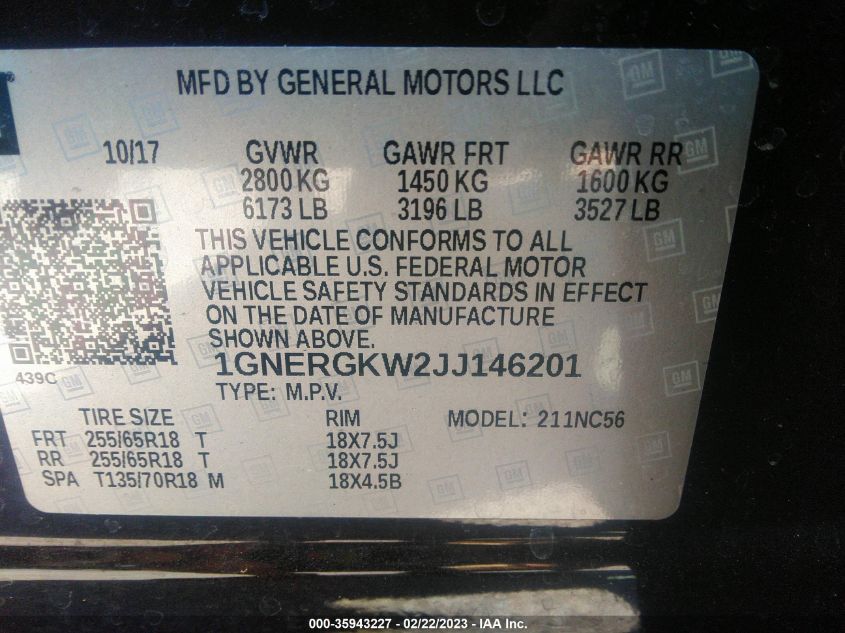 MFD BY GENERAL MOTORS LLC
10/17 GVWR GAWR FRT GAWR RR
2800 KG 1450 KG 1600 KG
6173 LB 3196 LB 3527 LB
THIS VEHICLE CONFORMS TO ALL
APPLICABLE U.S. FEDERAL MOTOR
VEHICLE SAFETY STANDARDS IN EFFECT
ON THE DATE OF MANUFACTURE
SHOWN ABOVE.
1GNERGKW2JJ146201
439C
TYPE: M.P.V.
TIRE SIZE RIM MODEL: 211NC56
FRT 255/65R18 T 18X7.5J
RR 255/65R18 T 18X7.5J
SPA T135/70R18 M 18X4.5B
GM
000-35943227 - 02/22/2023 - IAA Inc.